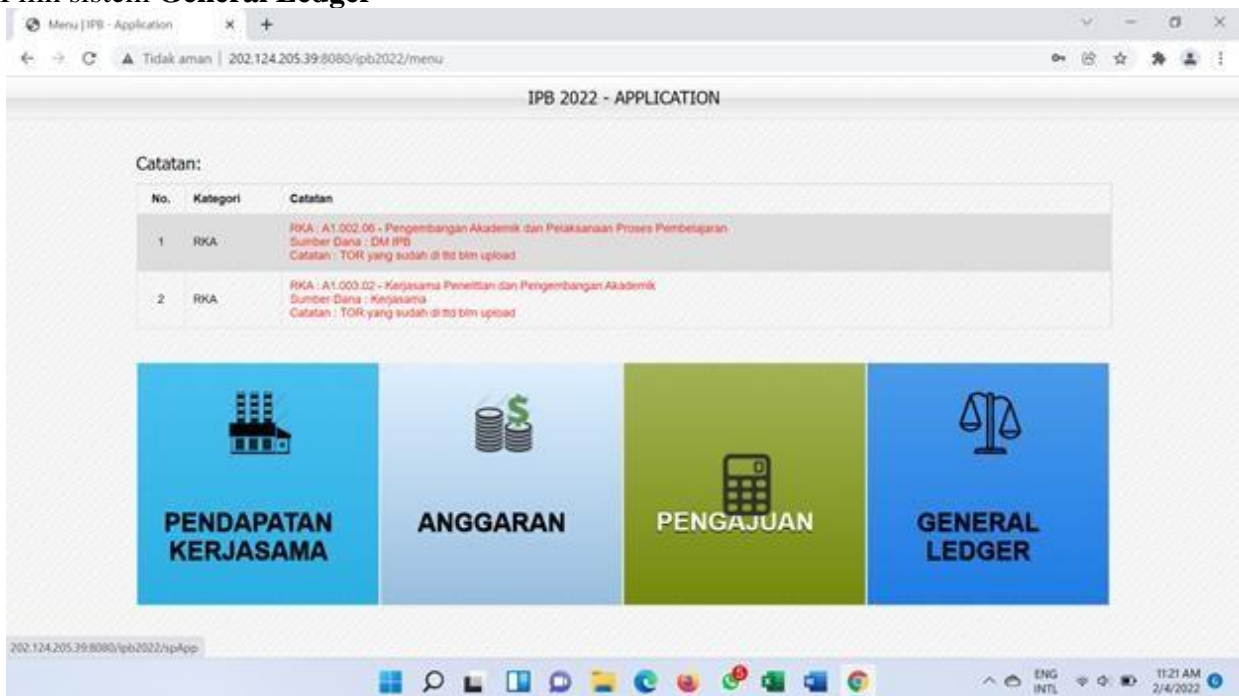 Pilih sistem General Ledger
Menu | IPB - Application
Tidak aman | 202.124.205.39:8080/ipb2022/menu
IPB 2022 - APPLICATION
Catatan:
No. Kategori Catatan
1 RKA
RKA : A1.002.06 - Pengembangan Akademik dan Pelaksanaan Proses Pembelajaran
Sumber Dana : DM IPB
Catatan : TOR yang sudah di ttd blm upload
2 RKA
RKA : A1.003.02 - Kerjasama Penelitian dan Pengembangan Akademik
Sumber Dana : Kerjasama
Catatan : TOR yang sudah di ttd blm upload
PENDAPATAN
KERJASAMA
ANGGARAN
PENGAJUAN
GENERAL
LEDGER
202.124.205.39:8080/ipb2022/spApp
ENG
INTL
11:21 AM
2/4/2022